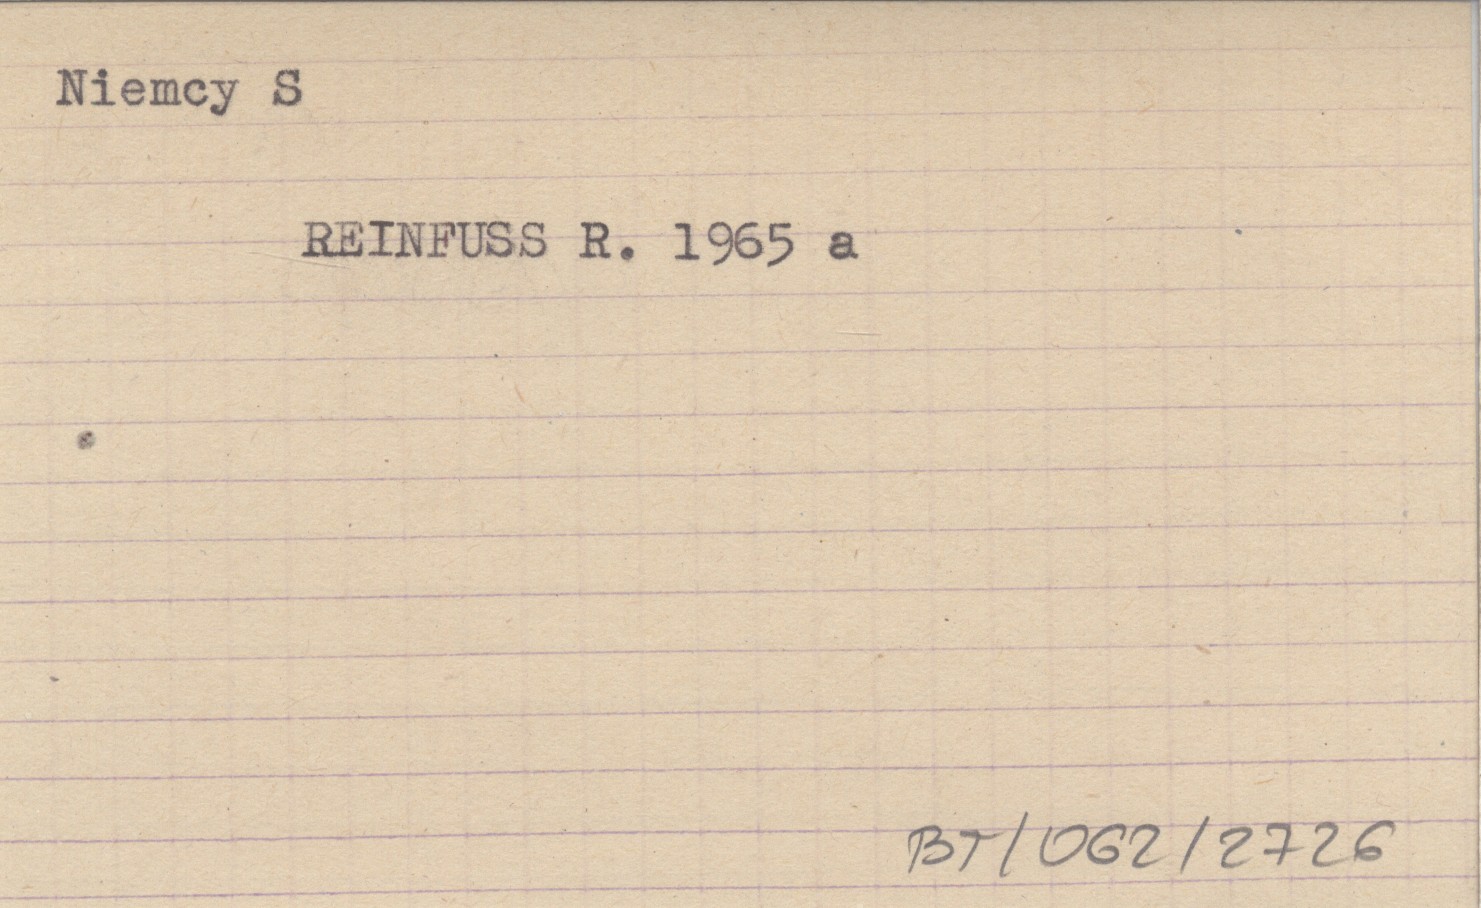 Niemcy S
REINFUSS R. 1965 a
BT/062/2726